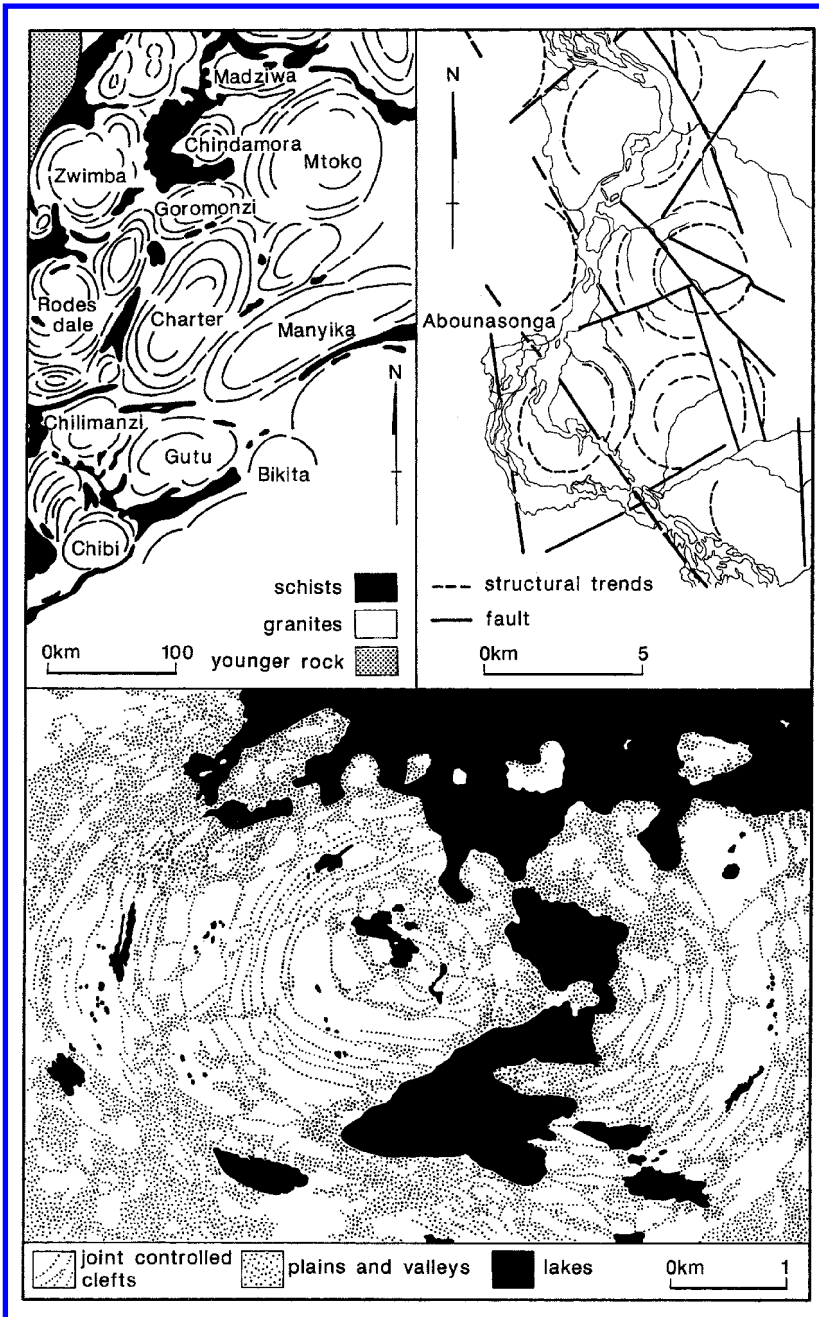 Madziwa
Chindamora
Mtoko
Zwimba
Goromonzi
Rodes
dale
Charter
Manyika
N
Chilimanzi
Gutu
Bikita
Chibi
schists
granites
younger rock
0km 100
N
Abounasonga
structural trends
fault
0km 5
joint controlled
clefts
plains and valleys
lakes
0km 1